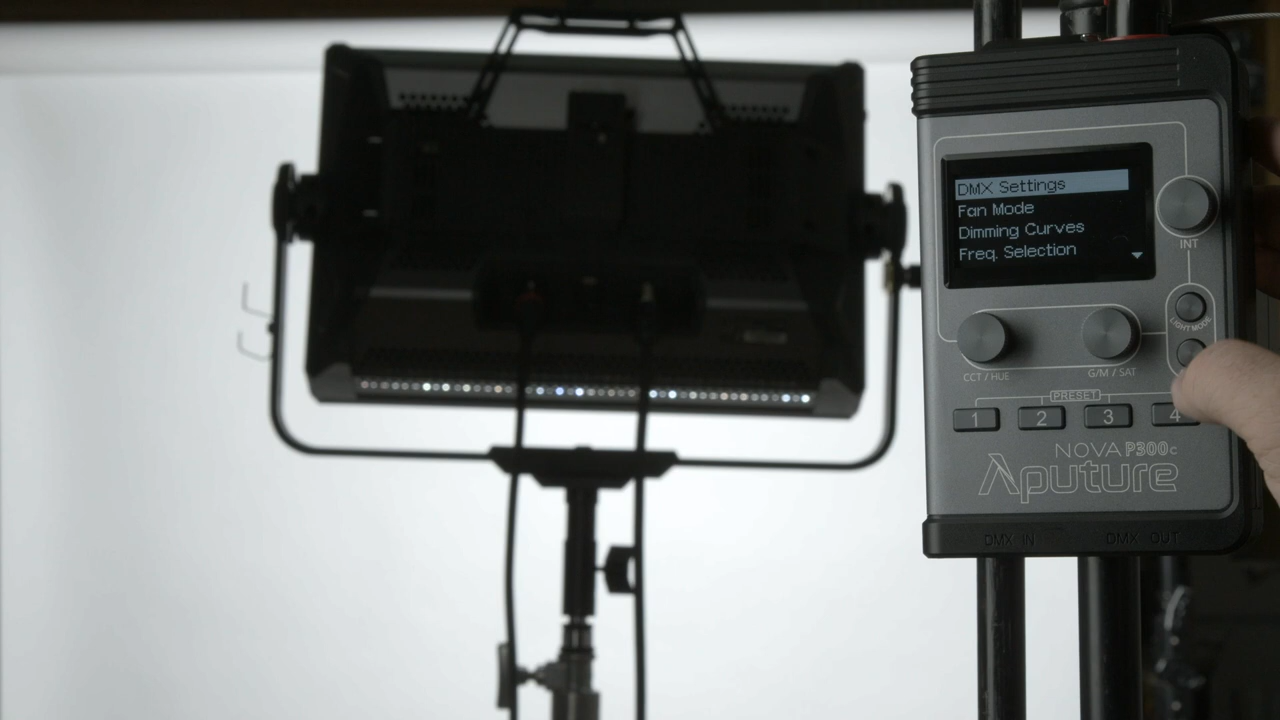 DMX Settings
Fan Mode
Dimming Curves
Freq. Selection
INT
LIGHT MODE
CCT / HUE
G/M / SAT
PRESET
1 2 3 4
NOVA P300c
Aputure
DMX IN DMX OUT